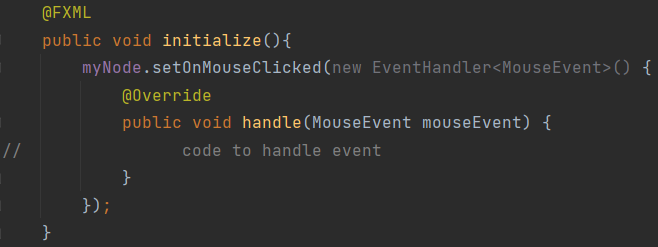 @FXML
public void initialize(){
myNode.setOnMouseClicked(new EventHandler<MouseEvent>() {
@Override
public void handle(MouseEvent mouseEvent) {
// code to handle event
}
});
}